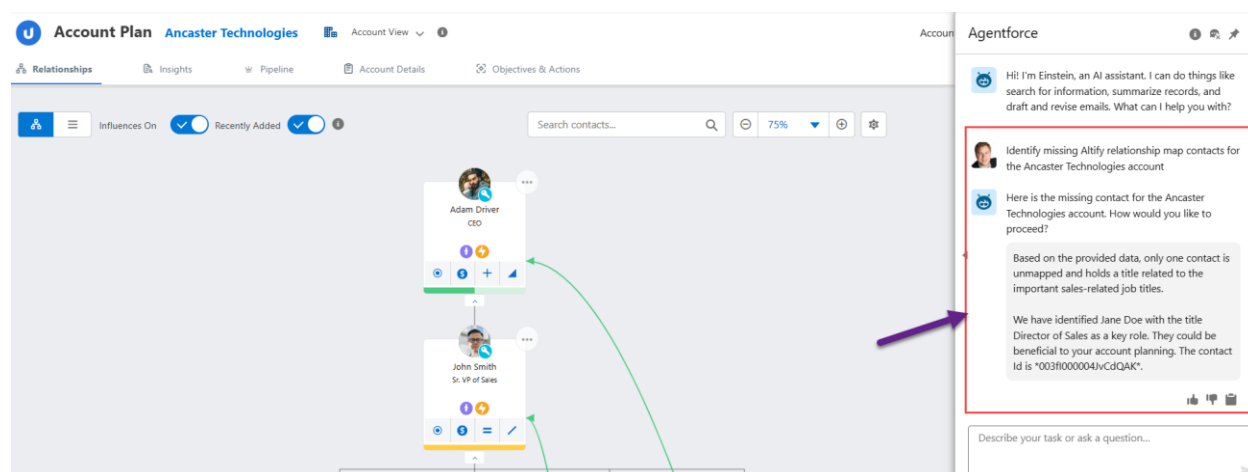 Account Plan Ancaster Technologies Account View Accoun
Relationships Insights Pipeline Account Details Objectives & Actions
Influences On Recently Added Search contacts... 75%
Adam Driver
CEO
John Smith
Sr. VP of Sales
Agentforce
Hi! I'm Einstein, an AI assistant. I can do things like
search for information, summarize records, and
draft and revise emails. What can I help you with?
Identify missing Altify relationship map contacts for
the Ancaster Technologies account
Here is the missing contact for the Ancaster
Technologies account. How would you like to
proceed?
Based on the provided data, only one contact is
unmapped and holds a title related to the
important sales-related job titles.
We have identified Jane Doe with the title
Director of Sales as a key role. They could be
beneficial to your account planning. The contact
Id is *003fI000004JvCdQAK*.
Describe your task or ask a question...